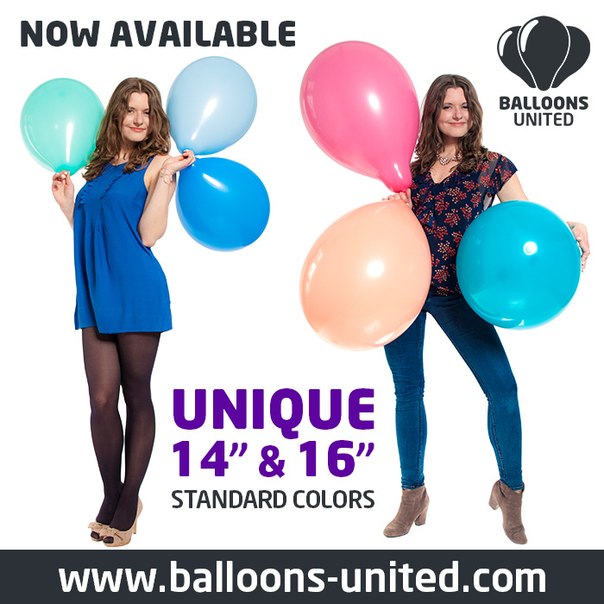 NOW AVAILABLE
BALLOONS
UNITED
UNIQUE
14” & 16”
STANDARD COLORS
www.balloons-united.com